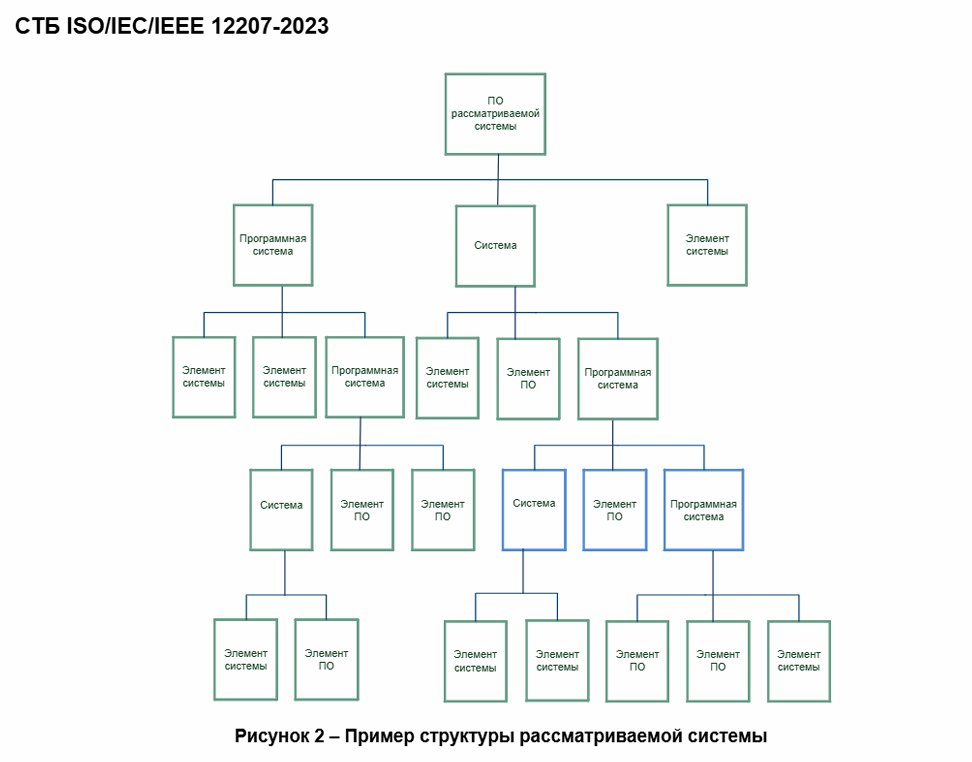 СТБ ISO/IEC/IEEE 12207-2023
ПО
рассматриваемой
системы
Программная
система
Система
Элемент
системы
Элемент
системы
Элемент
системы
Программная
система
Элемент
системы
Элемент
ПО
Программная
система
Система
Элемент
ПО
Элемент
ПО
Система
Элемент
ПО
Программная
система
Элемент
системы
Элемент
ПО
Элемент
системы
Элемент
системы
Элемент
ПО
Элемент
ПО
Элемент
системы
Рисунок 2 – Пример структуры рассматриваемой системы